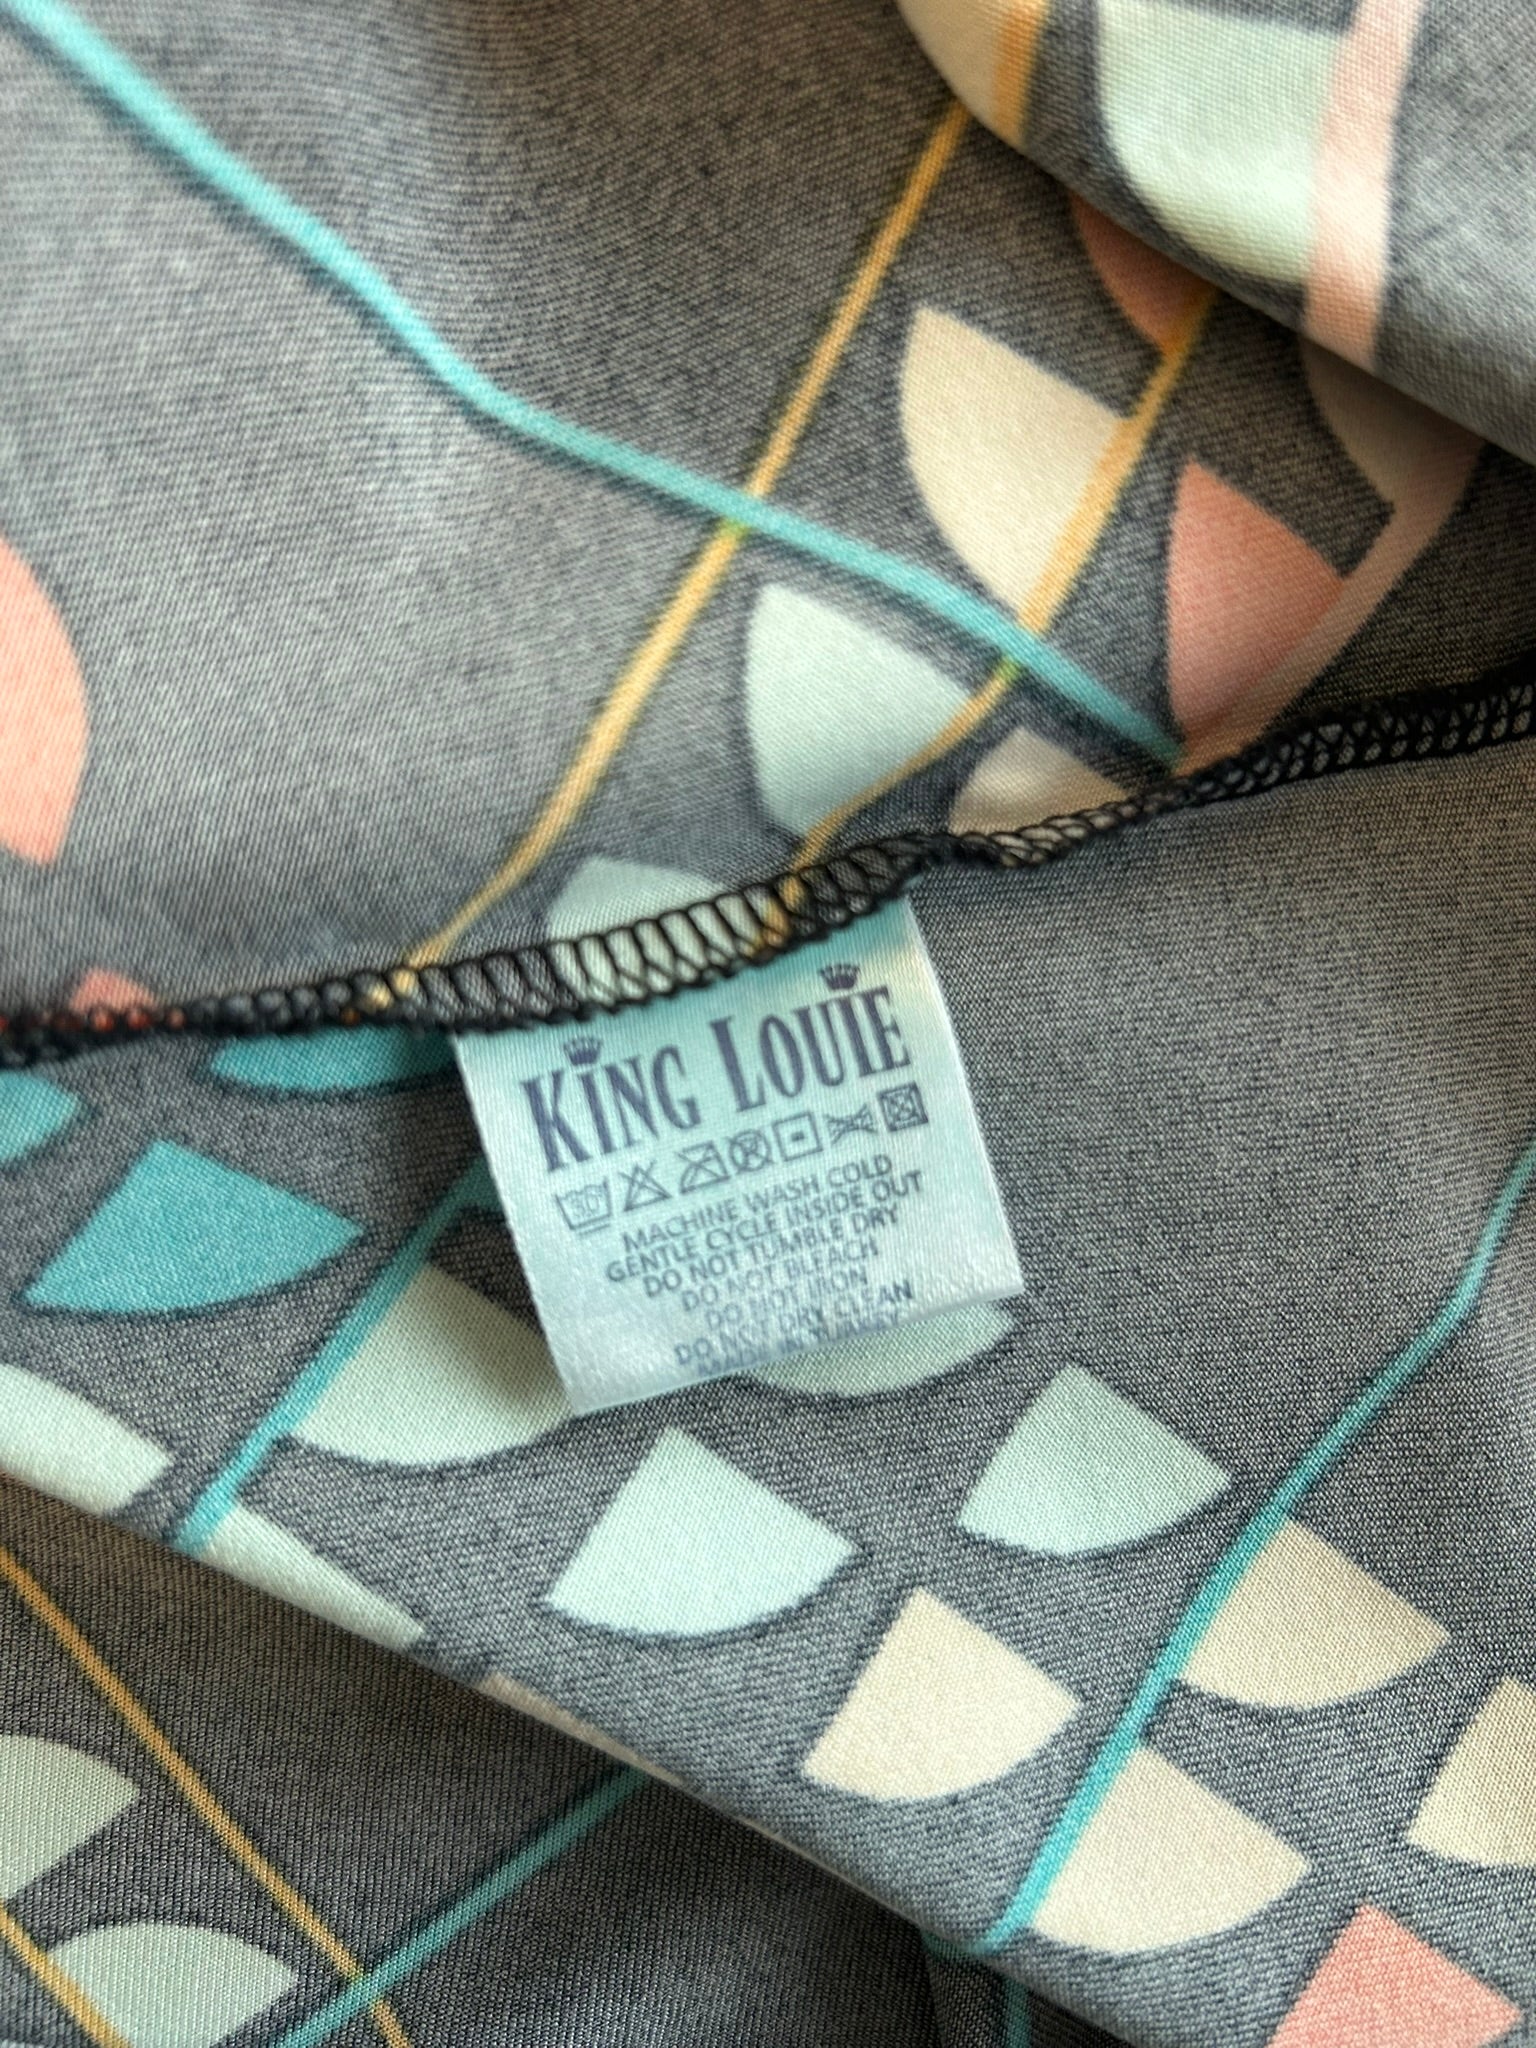 KING LOUIE
30
MACHINE WASH COLD
GENTLE CYCLE INSIDE OUT
DO NOT TUMBLE DRY
DO NOT BLEACH
DO NOT IRON
DO NOT DRY CLEAN